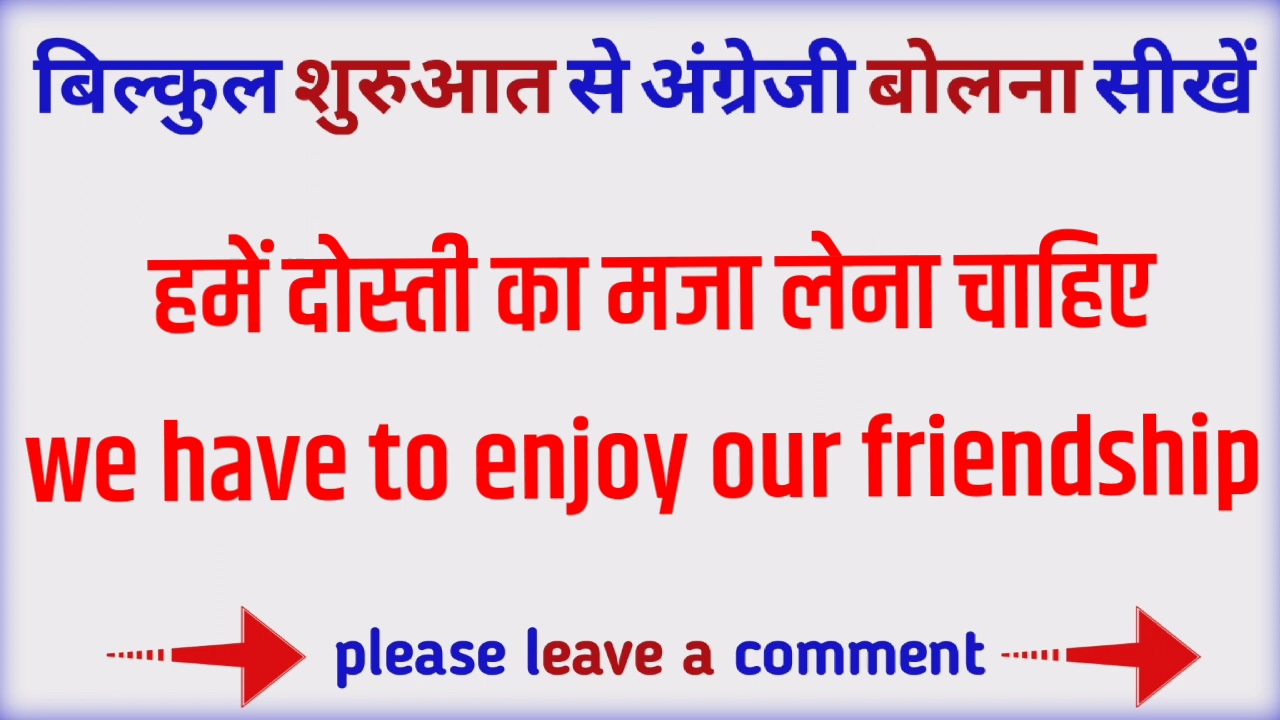 बिल्कुल शुरुआत से अंग्रेजी बोलना सीखें
हमें दोस्ती का मजा लेना चाहिए
we have to enjoy our friendship
please leave a comment